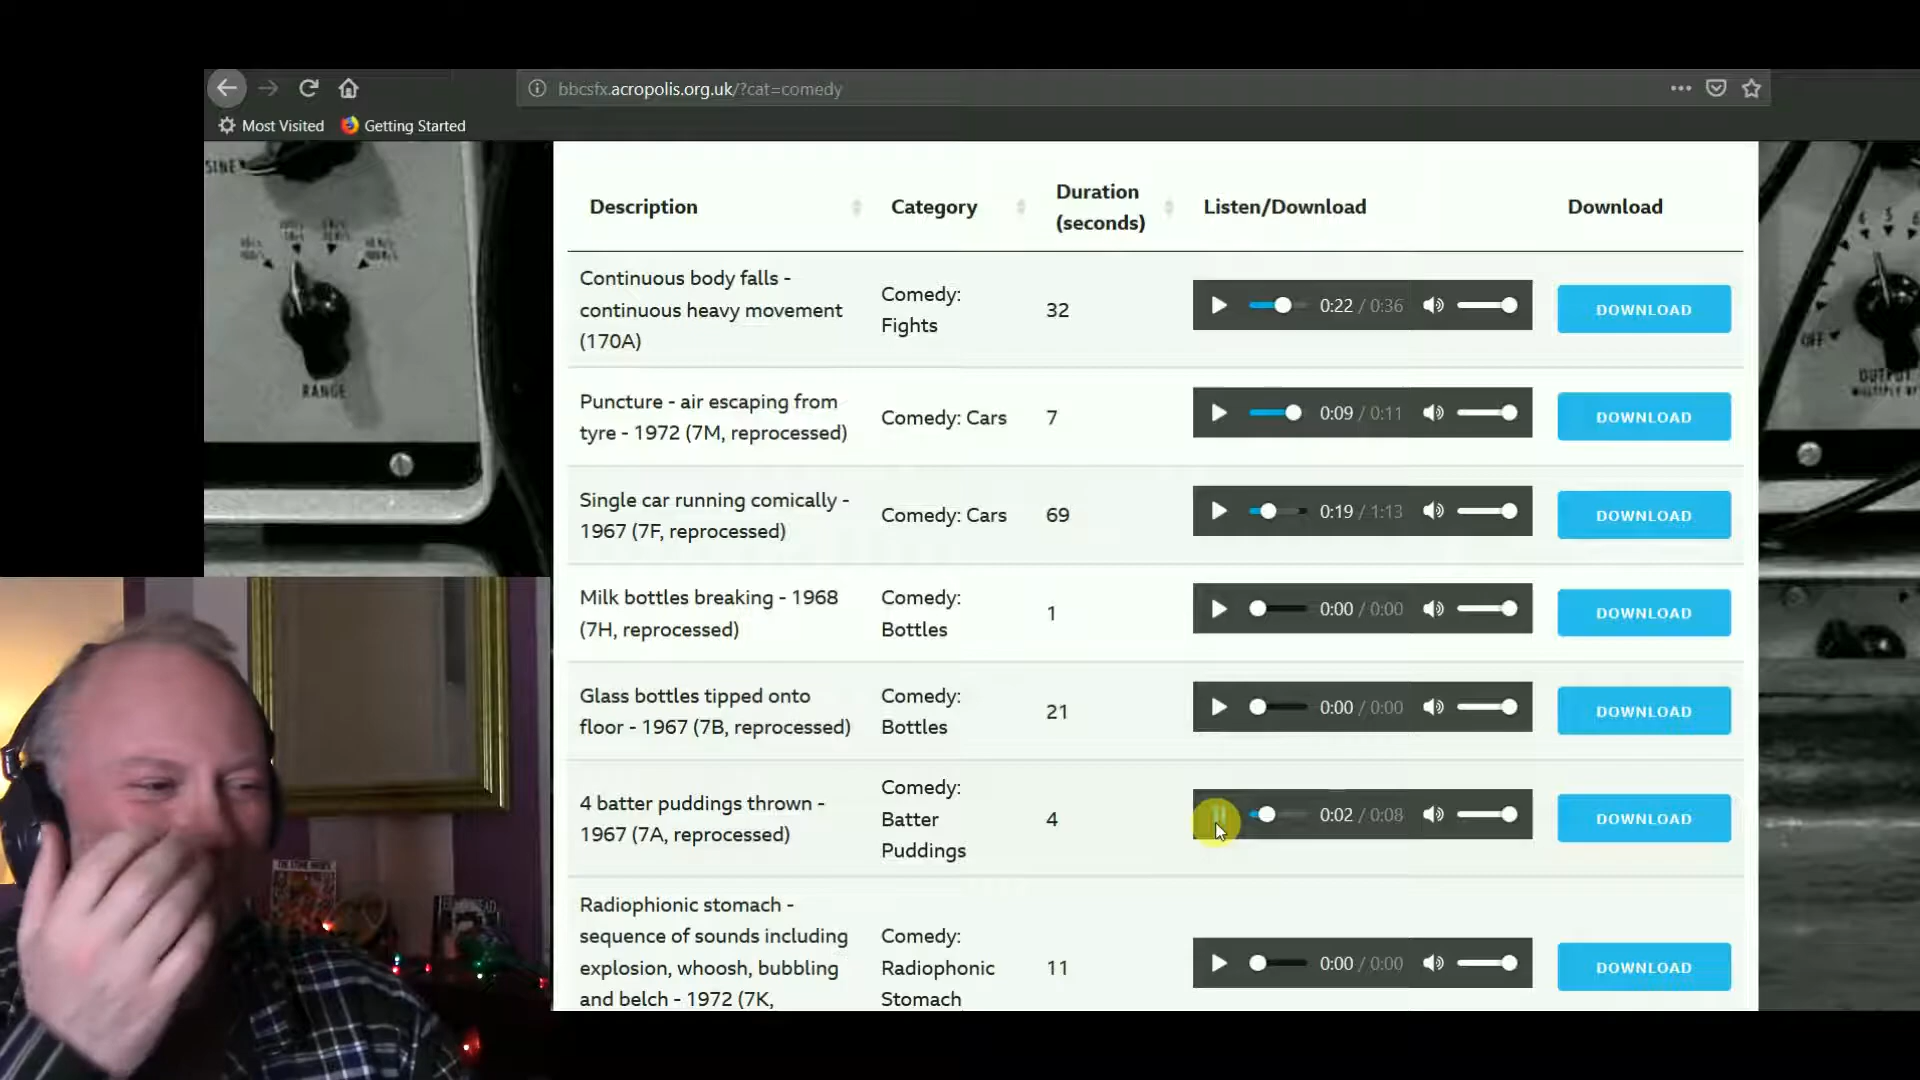 bbcsfx.acropolis.org.uk/?cat=comedy
Most Visited
Getting Started
SINE
RANGE
Description
Category
Duration
(seconds)
Listen/Download
Download
Continuous body falls -
continuous heavy movement
(170A)
Comedy:
Fights
32
0:22 / 0:36
DOWNLOAD
Puncture - air escaping from
tyre - 1972 (7M, reprocessed)
Comedy: Cars
7
0:09 / 0:11
DOWNLOAD
Single car running comically -
1967 (7F, reprocessed)
Comedy: Cars
69
0:19 / 1:13
DOWNLOAD
Milk bottles breaking - 1968
(7H, reprocessed)
Comedy:
Bottles
1
0:00 / 0:00
DOWNLOAD
Glass bottles tipped onto
floor - 1967 (7B, reprocessed)
Comedy:
Bottles
21
0:00 / 0:00
DOWNLOAD
4 batter puddings thrown -
1967 (7A, reprocessed)
Comedy:
Batter
Puddings
4
0:02 / 0:08
DOWNLOAD
Radiophionic stomach -
sequence of sounds including
explosion, whoosh, bubbling
and belch - 1972 (7K,
Comedy:
Radiophonic
Stomach
11
0:00 / 0:00
DOWNLOAD
6 5
OFF
OUTPUT